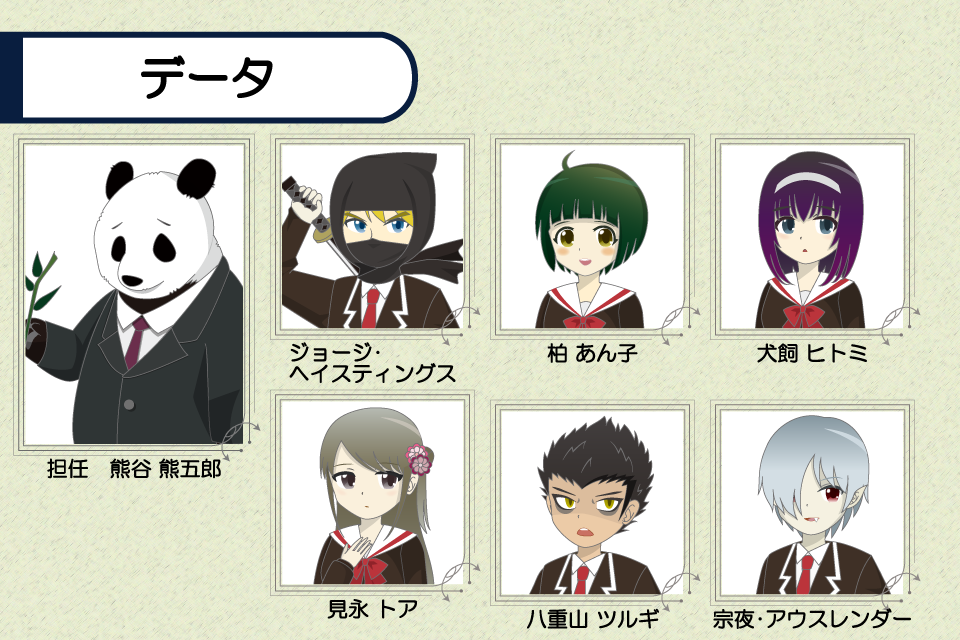 データ
担任　熊谷 熊五郎
ジョージ・
ヘイスティングス
柏 あん子
犬飼 ヒトミ
見永 トア
八重山 ツルギ
宗夜・アウスレンダー